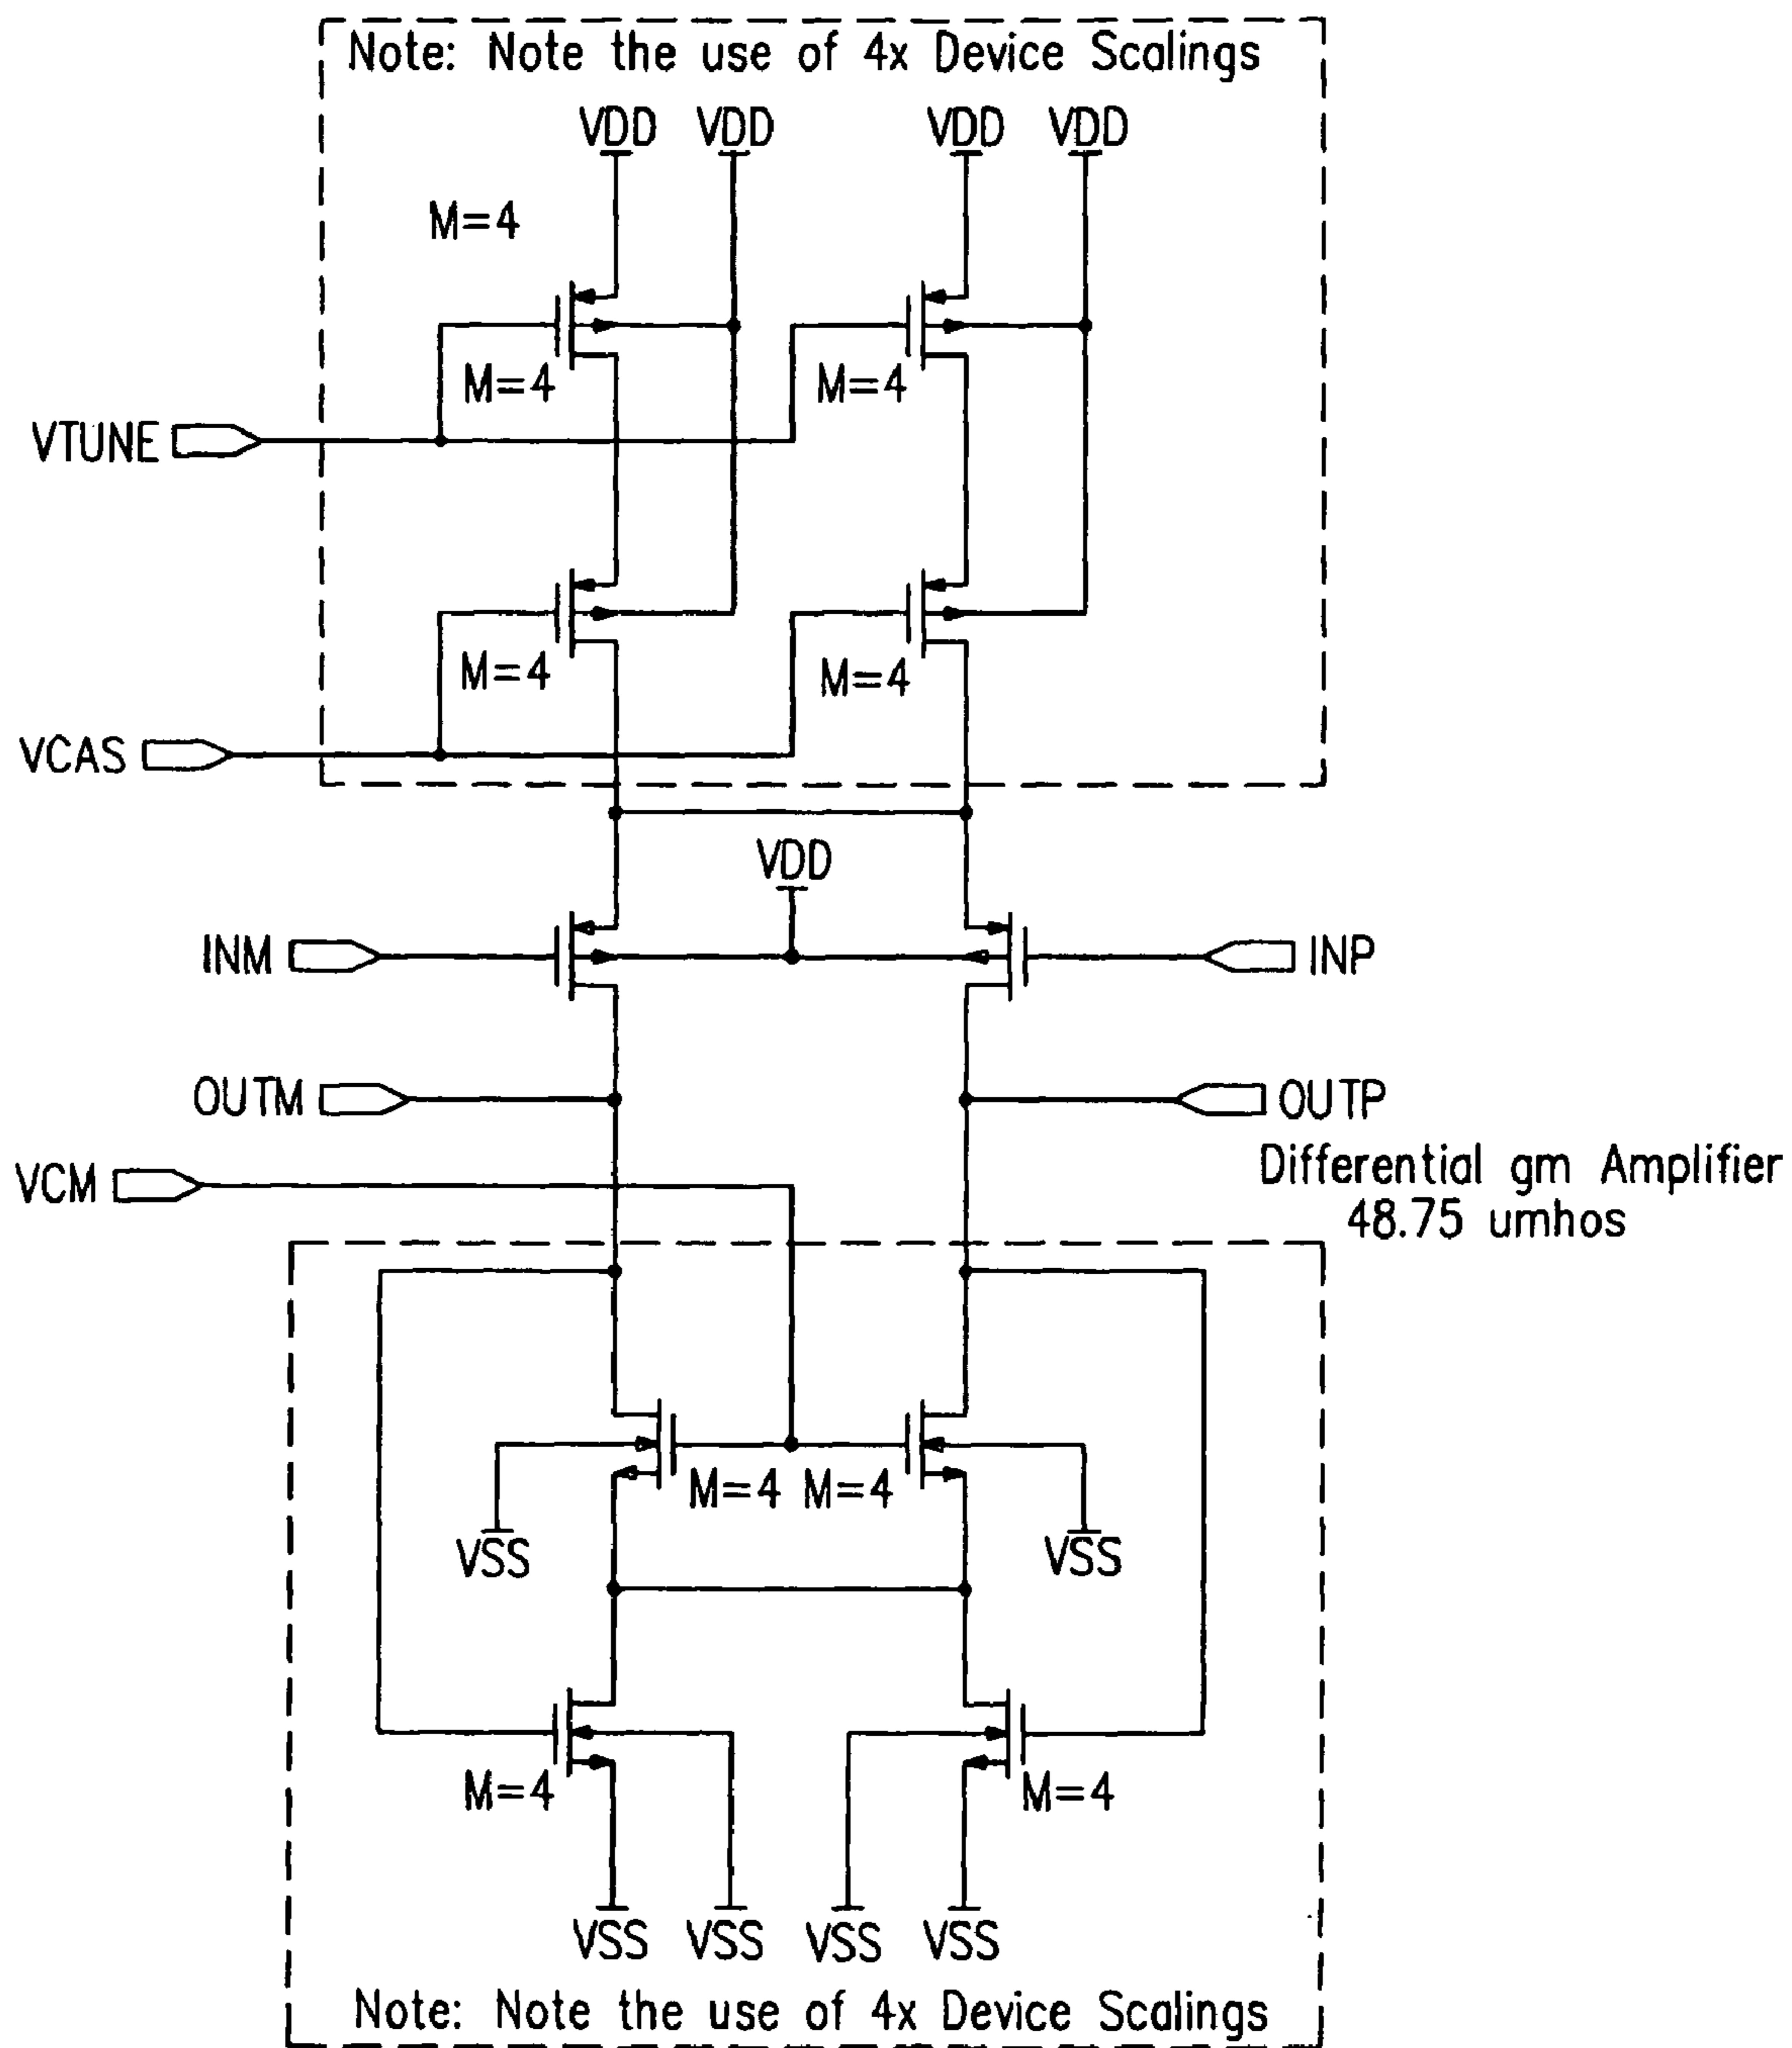 Note: Note the use of 4x Device Scalings
VDD VDD VDD VDD
M=4
M=4 M=4
VTUNE
M=4 M=4
VCAS
VDD
INM INP
OUTM OUTP
Differential gm Amplifier
VCM
48.75 umhos
M=4 M=4
VSS VSS
M=4 M=4
VSS VSS VSS VSS
Note: Note the use of 4x Device Scalings